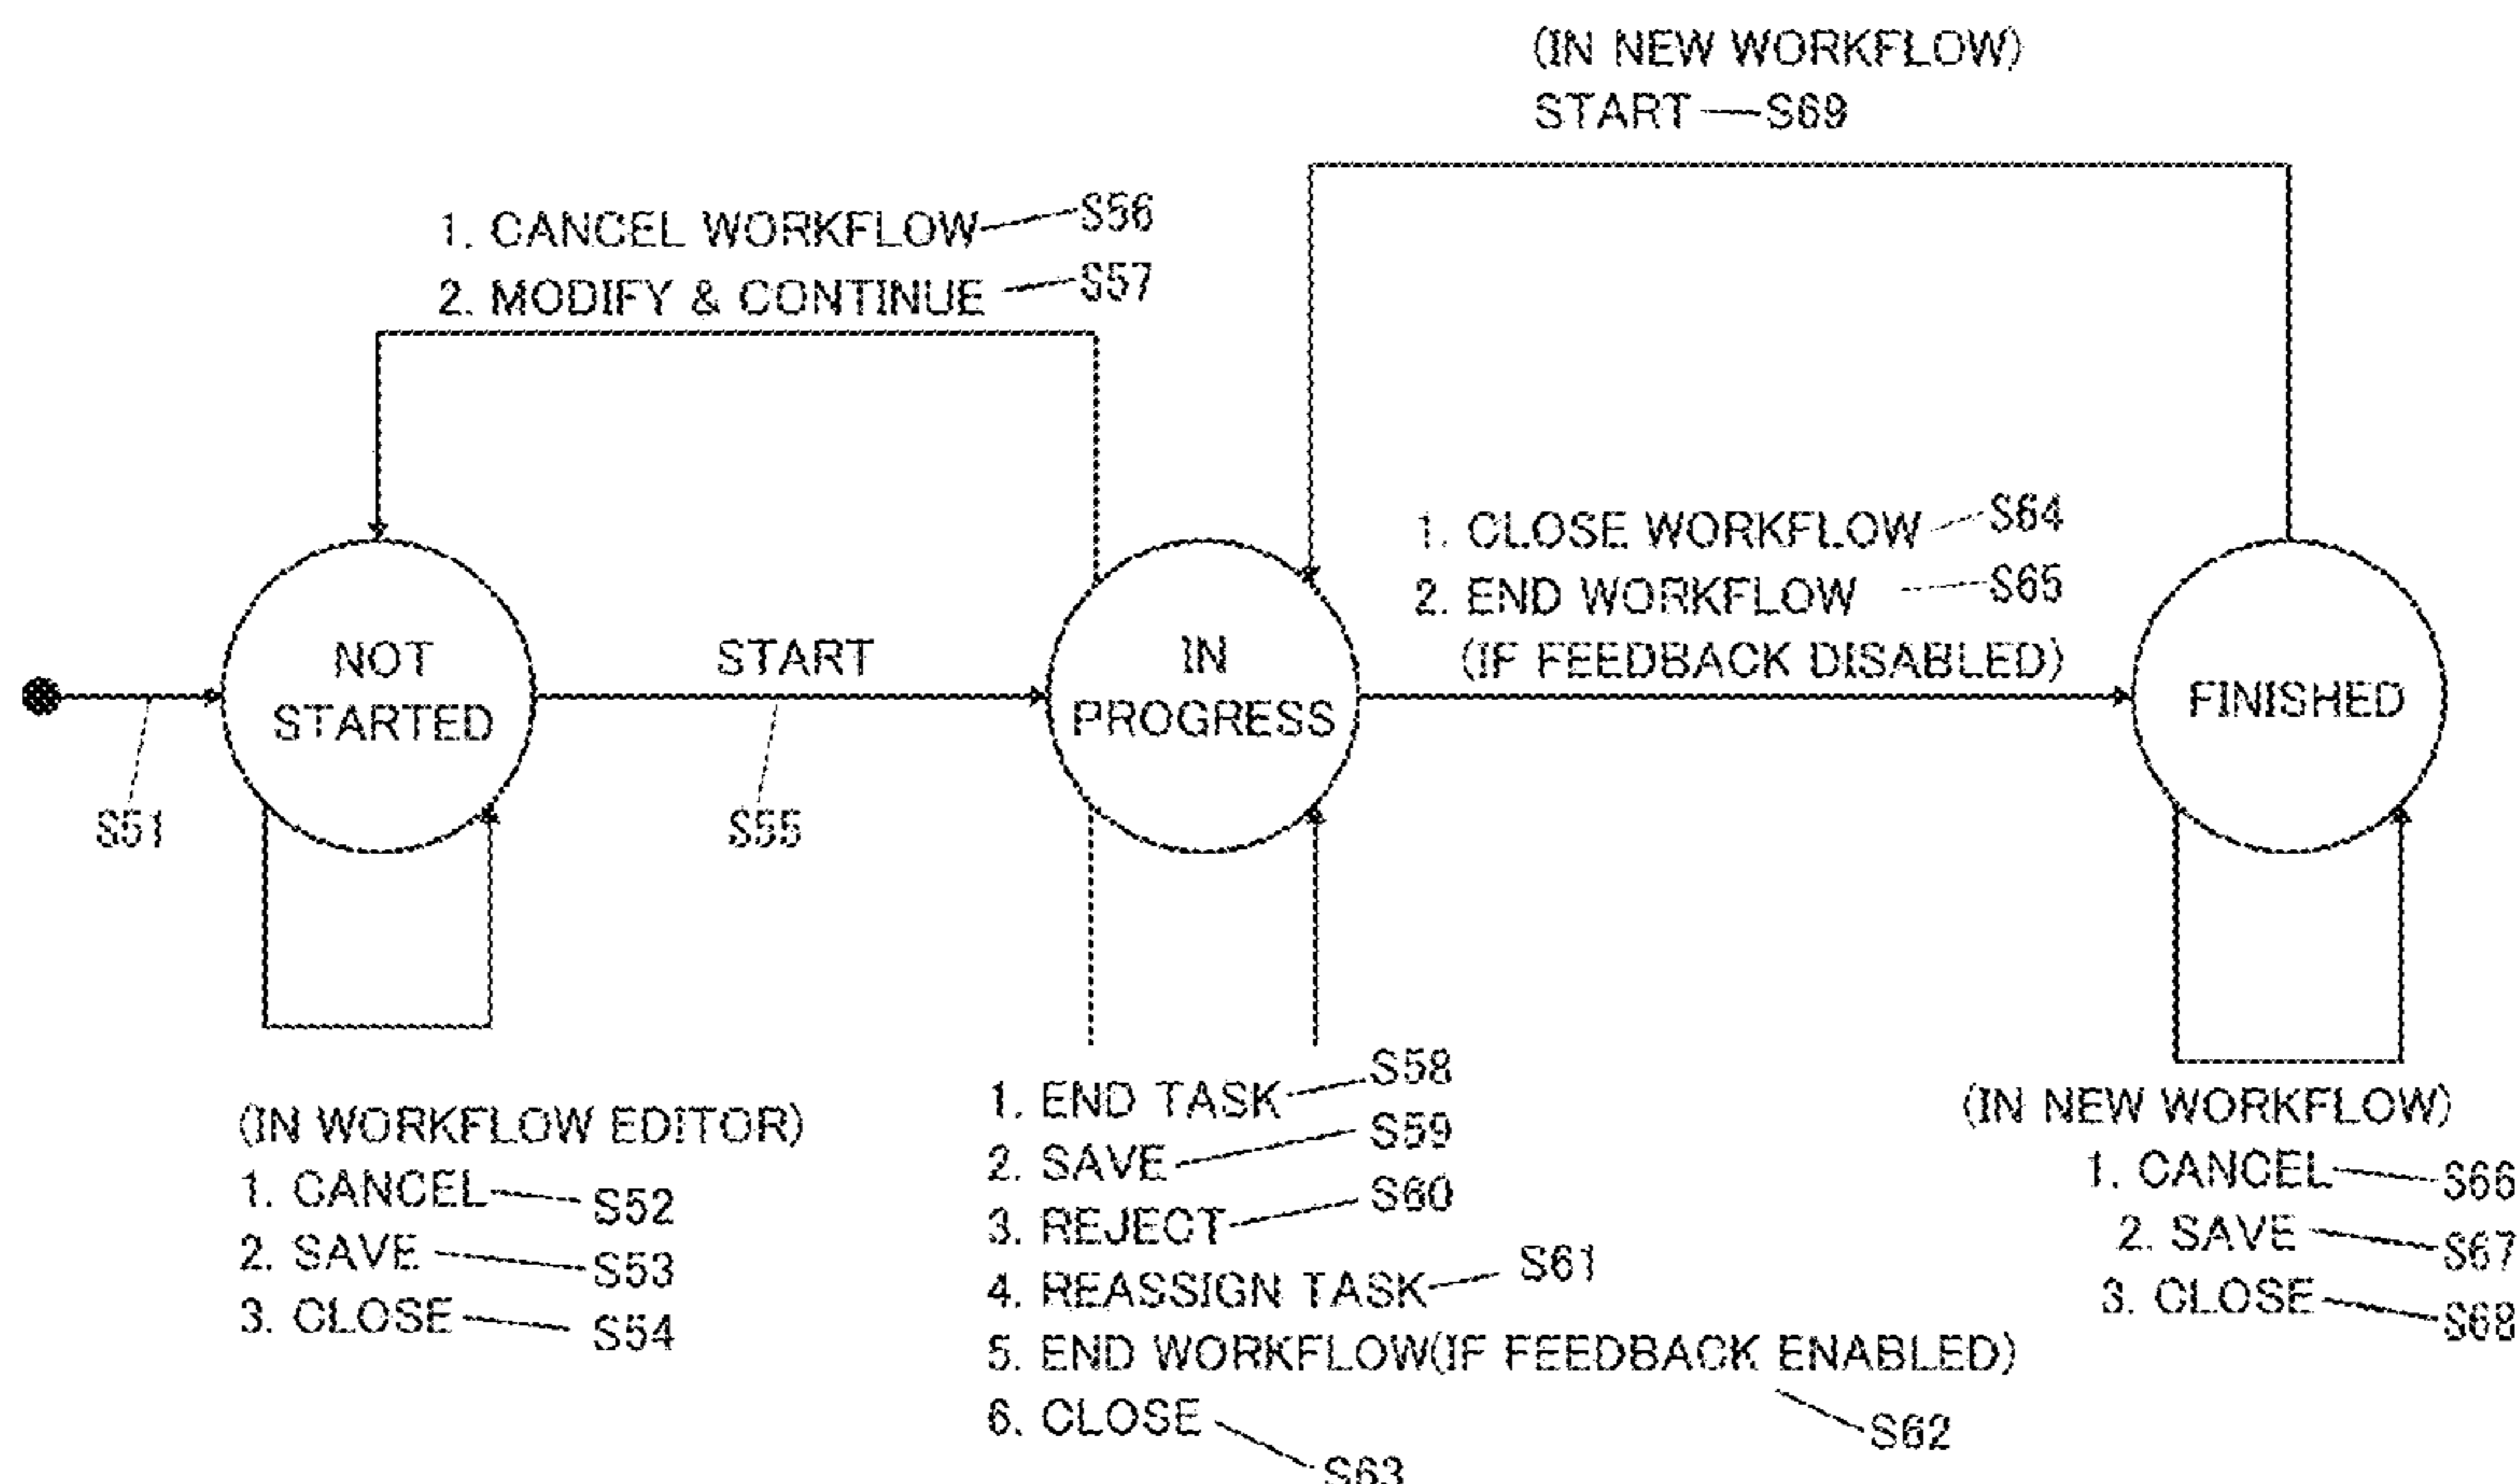 (IN NEW WORKFLOW)
START S69
1. CANCEL WORKFLOW S56
2. MODIFY & CONTINUE S57
1. CLOSE WORKFLOW S64
2. END WORKFLOW S65
(IF FEEDBACK DISABLED)
NOT
STARTED
START
IN
PROGRESS
FINISHED
S51
S55
(IN WORKFLOW EDITOR)
1. CANCEL S52
2. SAVE S53
3. CLOSE S54
1. END TASK S58
2. SAVE S59
3. REJECT S60
4. REASSIGN TASK S61
5. END WORKFLOW(IF FEEDBACK ENABLED)
S62
6. CLOSE
S63
(IN NEW WORKFLOW)
1. CANCEL S66
2. SAVE S67
3. CLOSE S68